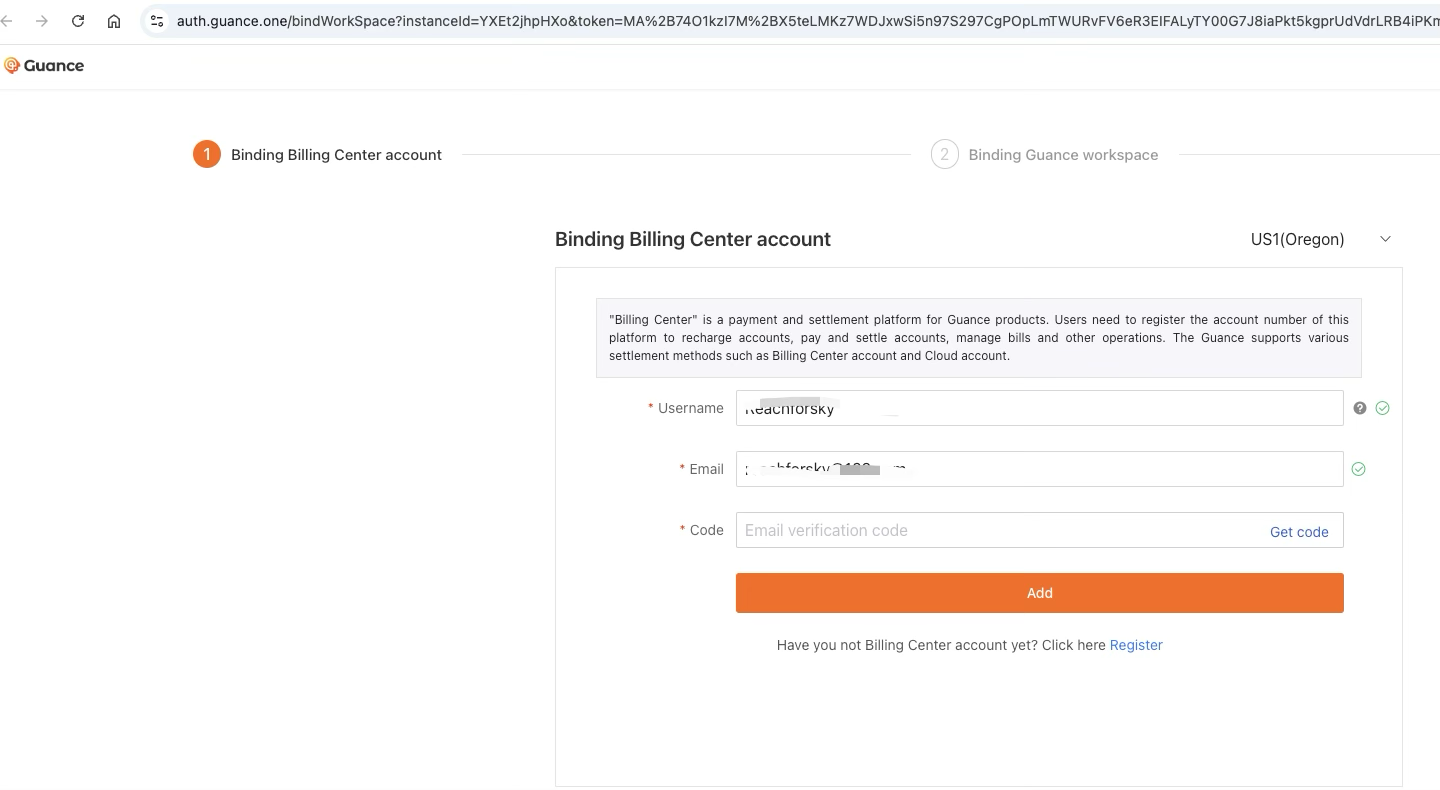 auth.guance.one/bindWorkSpace?instanceId=YXEt2jhpHXo&token=MA%2B74O1kzI7M%2BX5teLMKz7WDJxwSi5n97S297CgPOpLmTWURvFV6eR3EIFALyTY00G7J8iaPkt5kgprUdVdrLRB4iPKm
Guance
1 Binding Billing Center account 2 Binding Guance workspace
Binding Billing Center account US1(Oregon)
"Billing Center" is a payment and settlement platform for Guance products. Users need to register the account number of this
platform to recharge accounts, pay and settle accounts, manage bills and other operations. The Guance supports various
settlement methods such as Billing Center account and Cloud account.
* Username
* Email
* Code Email verification code Get code
Add
Have you not Billing Center account yet? Click here Register